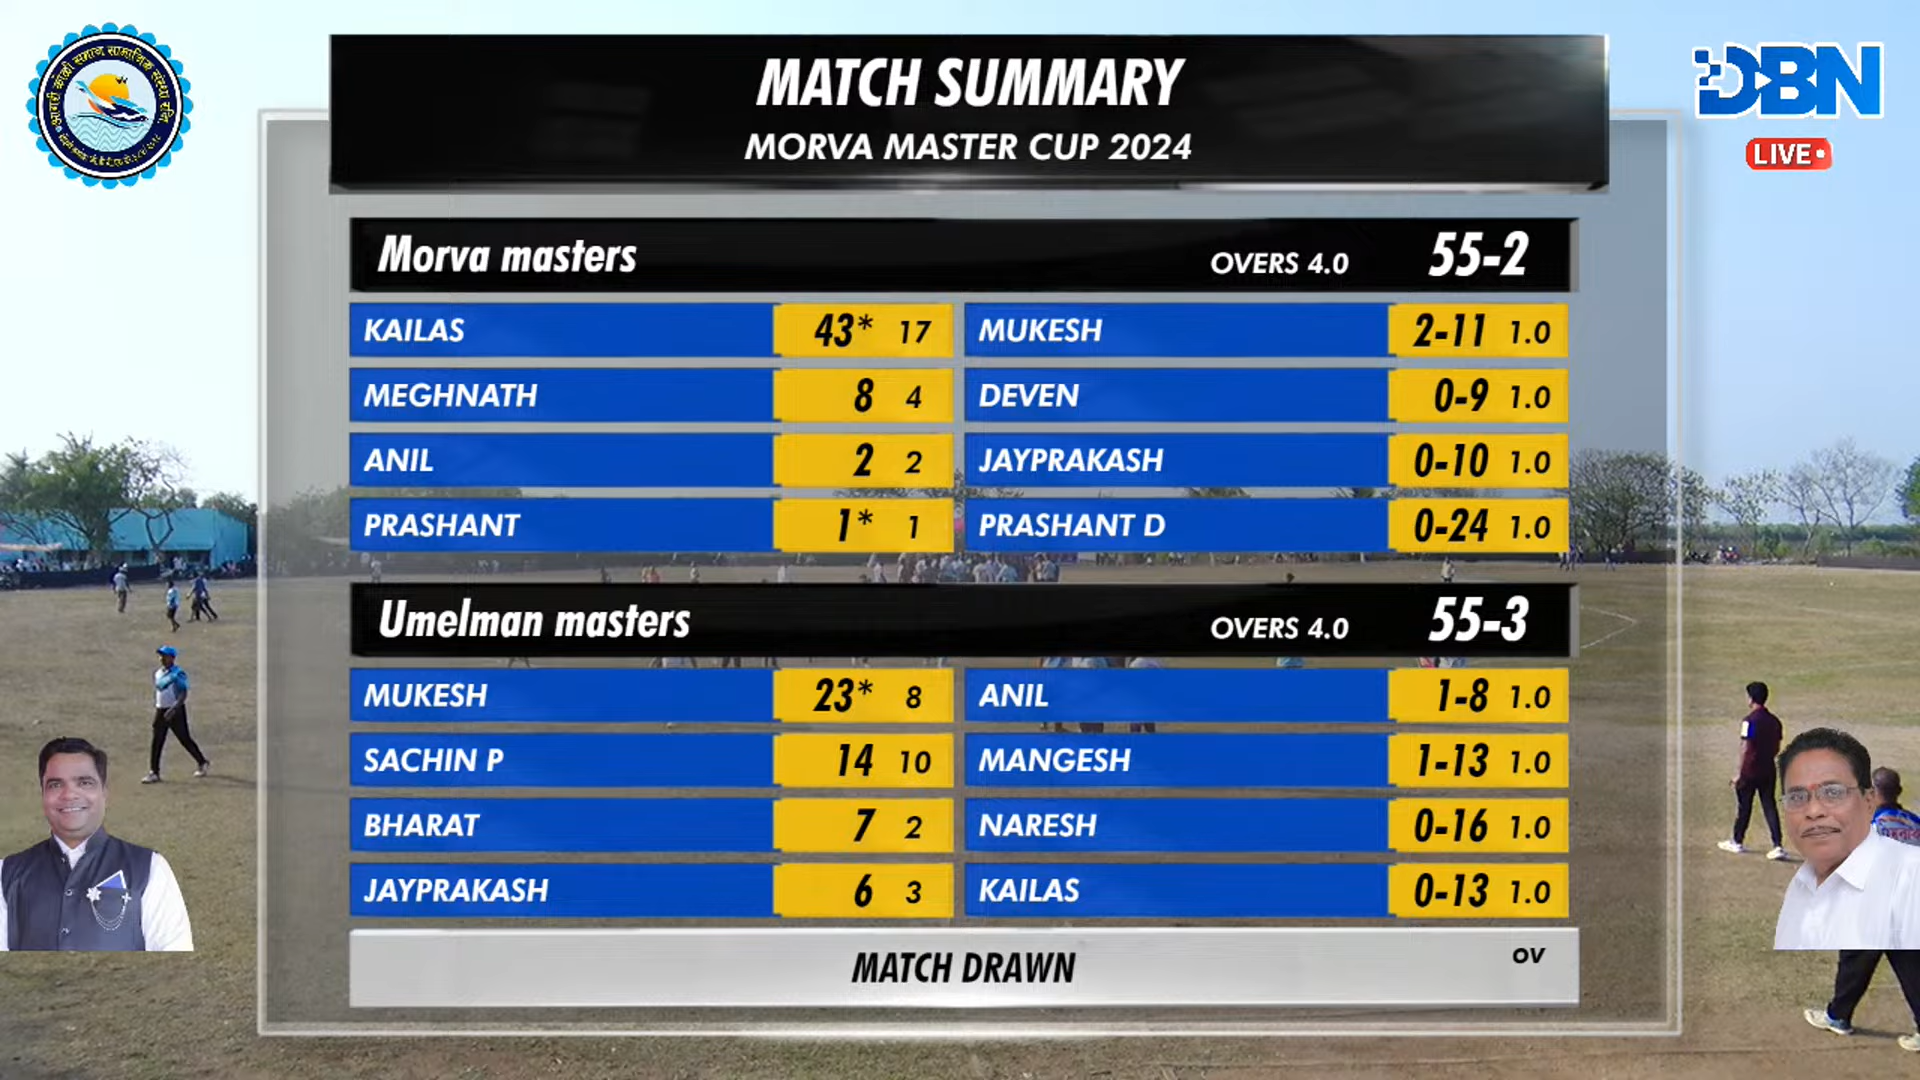 MATCH SUMMARY
MORVA MASTER CUP 2024
DBN
LIVE
Morva masters OVERS 4.0 55-2
KAILAS 43* 17 MUKESH 2-11 1.0
MEGHNATH 8 4 DEVEN 0-9 1.0
ANIL 2 2 JAYPRAKASH 0-10 1.0
PRASHANT 1* 1 PRASHANT D 0-24 1.0
Umelman masters OVERS 4.0 55-3
MUKESH 23* 8 ANIL 1-8 1.0
SACHIN P 14 10 MANGESH 1-13 1.0
BHARAT 7 2 NARESH 0-16 1.0
JAYPRAKASH 6 3 KAILAS 0-13 1.0
MATCH DRAWN OV